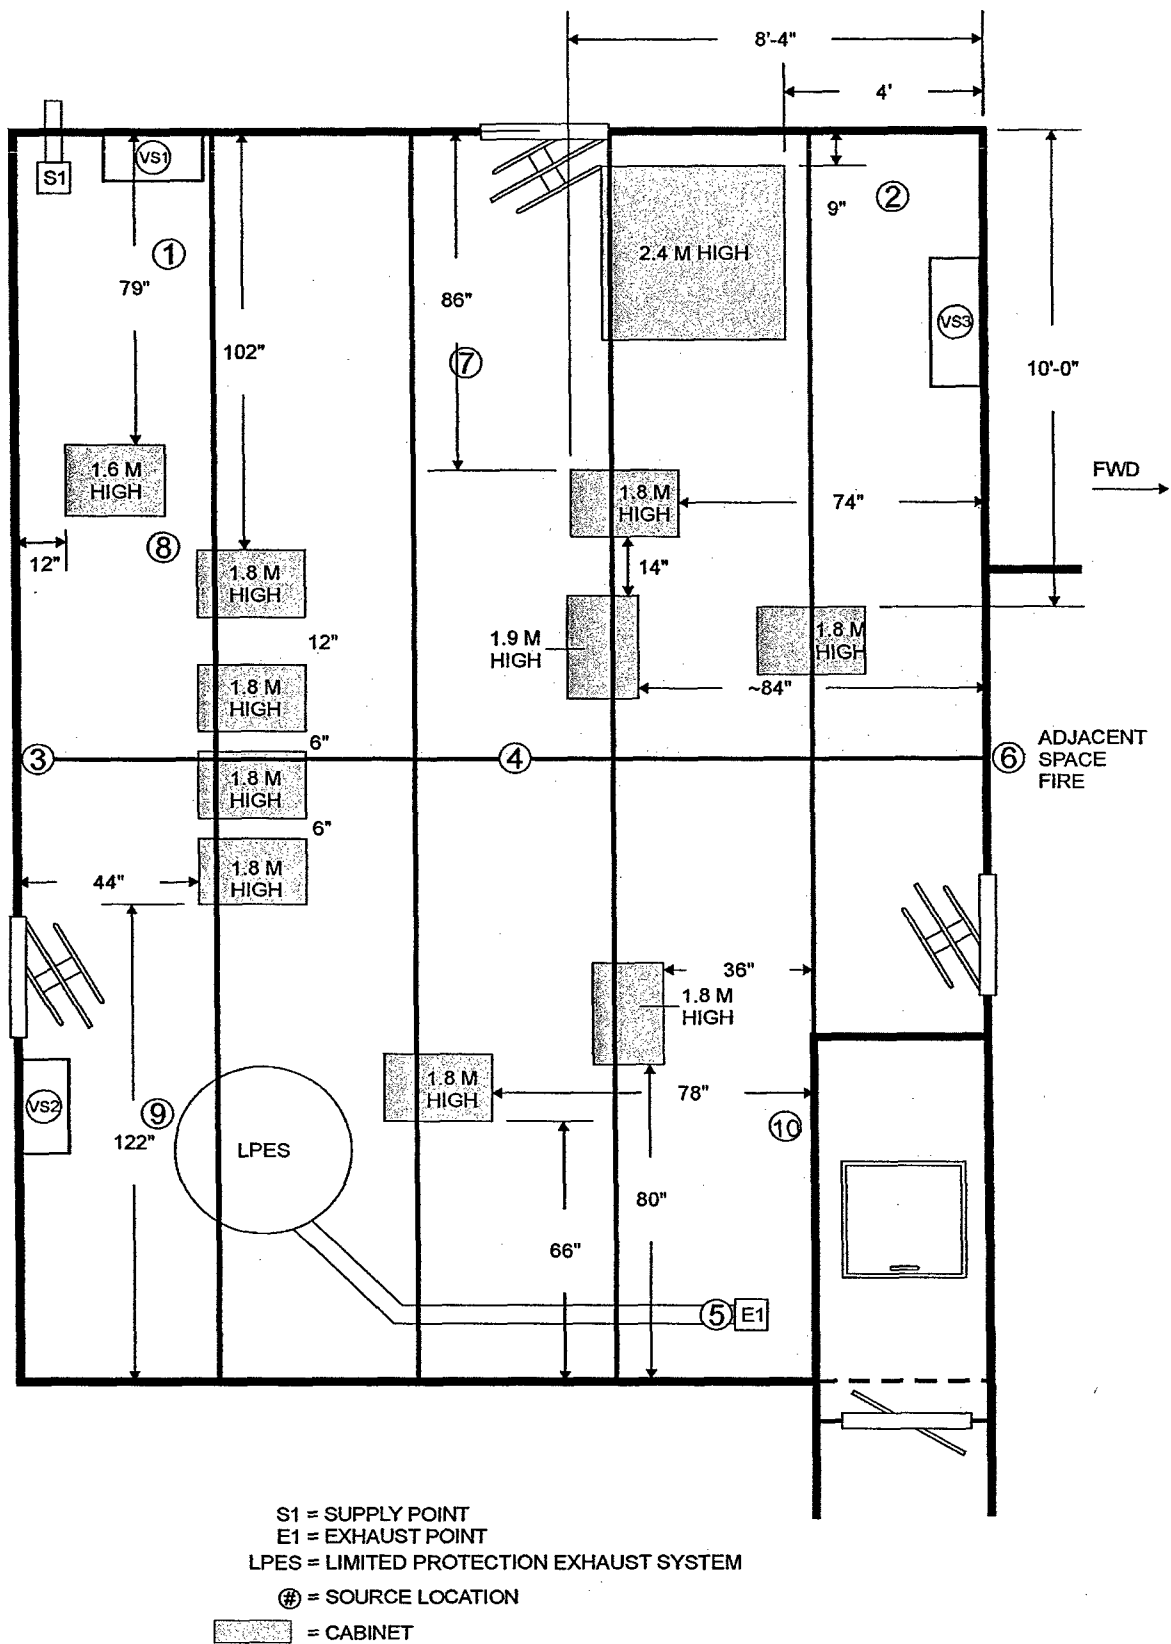 8'-4"
4'
VS1
S1
9"
2
1
2.4 M HIGH
79"
86"
VS3
102"
7
10'-0"
1.6 M
HIGH
FWD
1.8 M
HIGH
74"
8
12"
14"
1.8 M
HIGH
12"
1.9 M
HIGH
1.8 M
HIGH
1.8 M
HIGH
~84"
6"
3
4
6
ADJACENT
SPACE
FIRE
1.8 M
HIGH
6"
1.8 M
HIGH
44"
36"
1.8 M
HIGH
1.8 M
HIGH
78"
VS2
9
10
122"
LPES
80"
66"
5
E1
S1 = SUPPLY POINT
E1 = EXHAUST POINT
LPES = LIMITED PROTECTION EXHAUST SYSTEM
# = SOURCE LOCATION
= CABINET